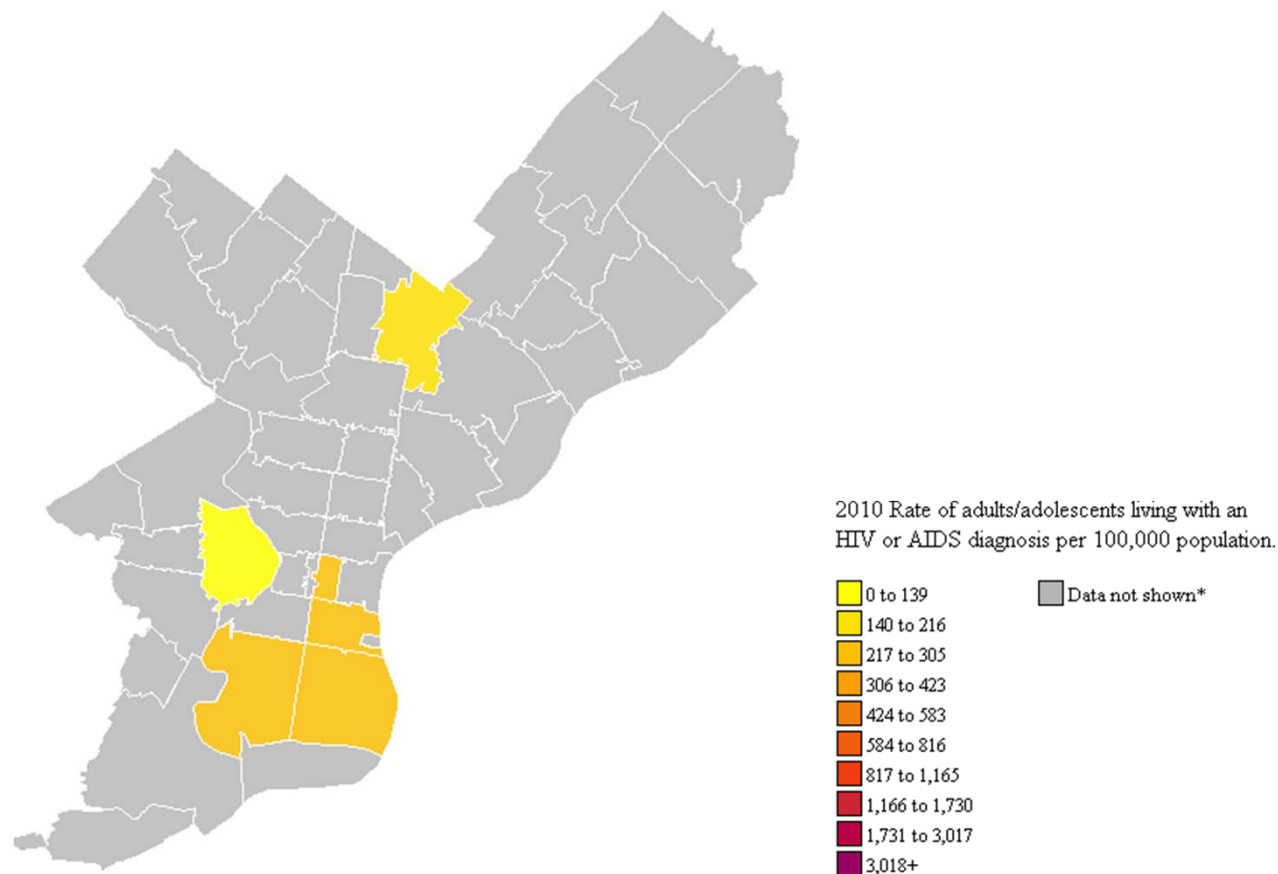 2010 Rate of adults/adolescents living with an
HIV or AIDS diagnosis per 100,000 population.
0 to 139
Data not shown*
140 to 216
217 to 305
306 to 423
424 to 583
584 to 816
817 to 1,165
1,166 to 1,730
1,731 to 3,017
3,018+